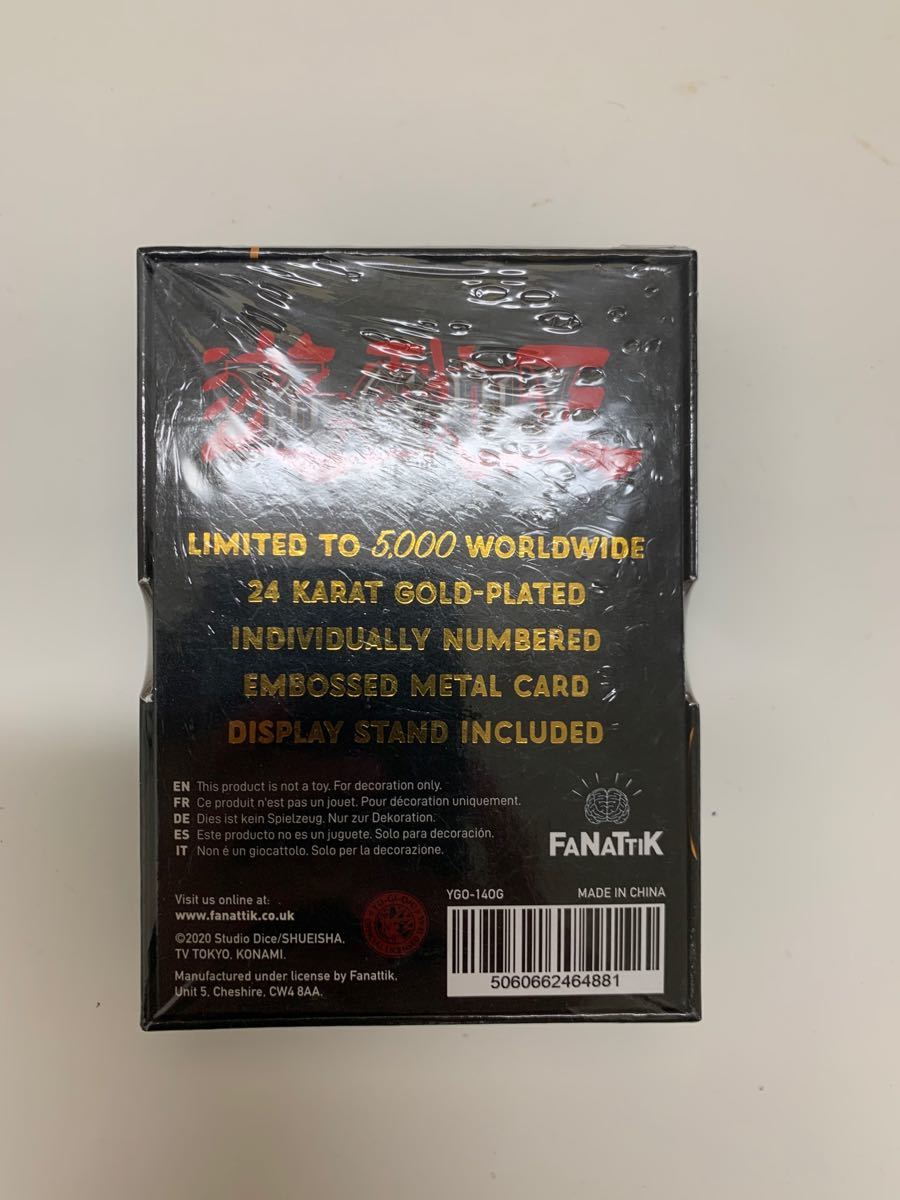 遊戯王
LIMITED TO 5,000 WORLDWIDE
24 KARAT GOLD-PLATED
INDIVIDUALLY NUMBERED
EMBOSSED METAL CARD
DISPLAY STAND INCLUDED
EN This product is not a toy. For decoration only.
FR Ce produit n'est pas un jouet. Pour décoration uniquement.
DE Dies ist kein Spielzeug. Nur zur Dekoration.
ES Este producto no es un juguete. Solo para decoración.
IT Non é un giocattolo. Solo per la decorazione.
FANATTIK
Visit us online at:
www.fanattik.co.uk
©2020 Studio Dice/SHUEISHA,
TV TOKYO, KONAMI.
Manufactured under license by Fanattik,
Unit 5, Cheshire, CW4 8AA.
YGO-140G MADE IN CHINA
5060662464881